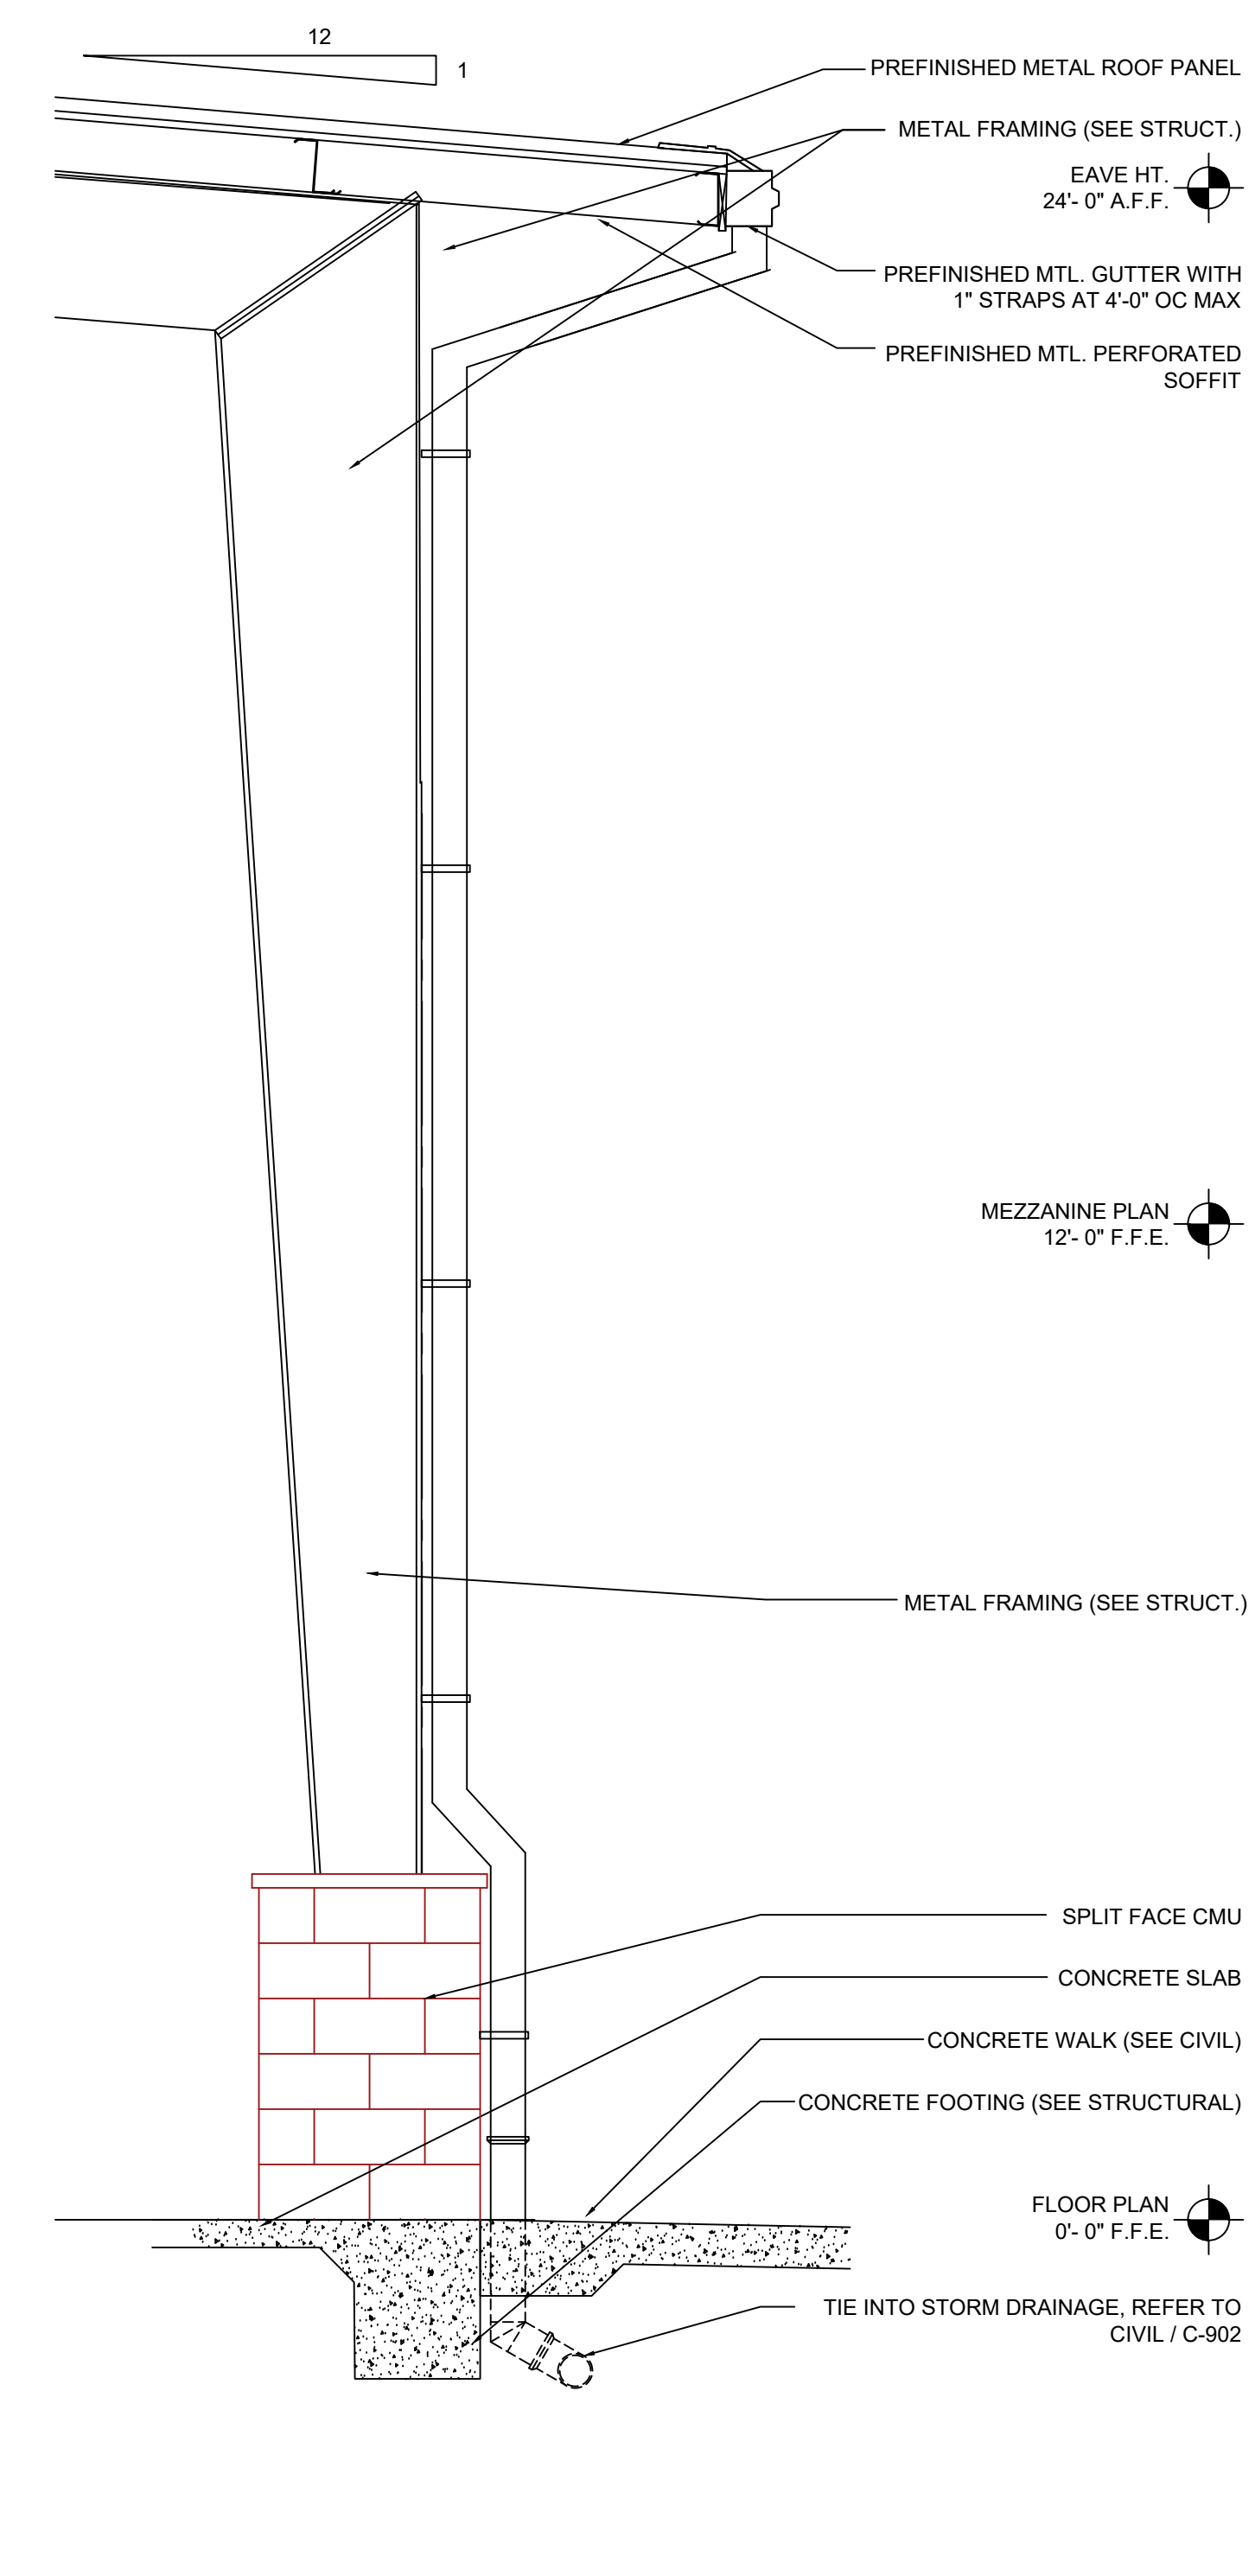 12
1
PREFINISHED METAL ROOF PANEL
METAL FRAMING (SEE STRUCT.)
EAVE HT.
24'- 0" A.F.F.
PREFINISHED MTL. GUTTER WITH
1" STRAPS AT 4'-0" OC MAX
PREFINISHED MTL. PERFORATED
SOFFIT
MEZZANINE PLAN
12'- 0" F.F.E.
METAL FRAMING (SEE STRUCT.)
SPLIT FACE CMU
CONCRETE SLAB
CONCRETE WALK (SEE CIVIL)
CONCRETE FOOTING (SEE STRUCTURAL)
FLOOR PLAN
0'- 0" F.F.E.
TIE INTO STORM DRAINAGE, REFER TO
CIVIL / C-902